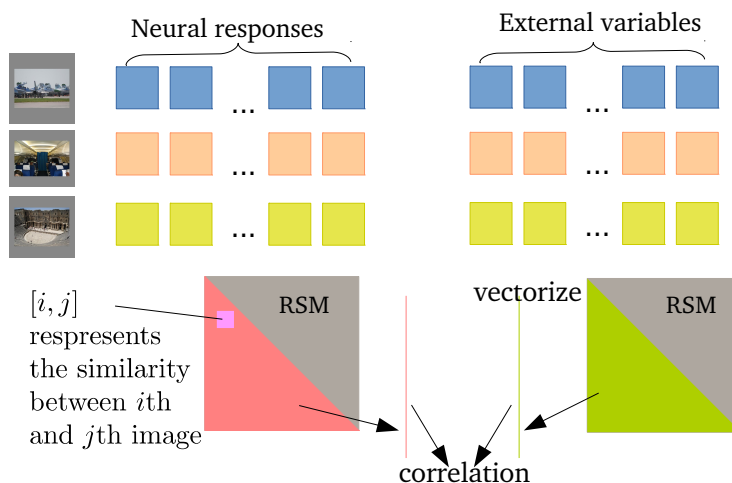 Neural responses
External variables
...
...
...
...
...
...
[i, j]
respresents
the similarity
between ith
and jth image
RSM
vectorize
RSM
correlation